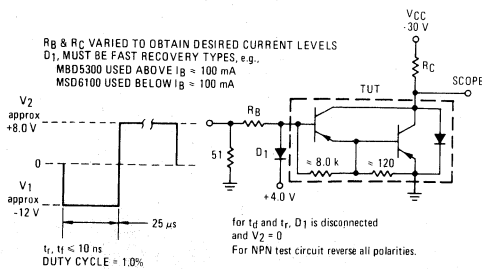 RB & RC VARIED TO OBTAIN DESIRED CURRENT LEVELS
D1, MUST BE FAST RECOVERY TYPES, e.g.,
MBD5300 USED ABOVE IB ≈ 100 mA
MSD6100 USED BELOW IB ≈ 100 mA
VCC
-30 V
RC
SCOPE
TUT
V2
approx
+8.0 V
0
V1
approx
-12 V
25 μs
tr, tf ≤ 10 ns
DUTY CYCLE = 1.0%
51
RB
D1
+4.0 V
≈ 8.0 k
≈ 120
for td and tr, D1 is disconnected
and V2 = 0
For NPN test circuit reverse all polarities.